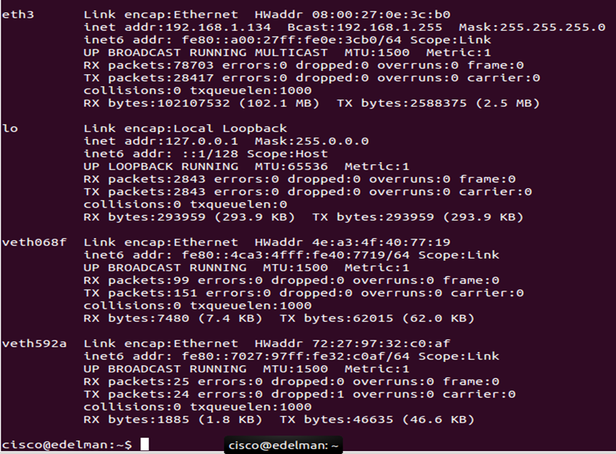 eth3 Link encap:Ethernet HWaddr 08:00:27:0e:3c:b0
inet addr:192.168.1.134 Bcast:192.168.1.255 Mask:255.255.255.0
inet6 addr: fe80::a00:27ff:fe0e:3cb0/64 Scope:Link
UP BROADCAST RUNNING MULTICAST MTU:1500 Metric:1
RX packets:78703 errors:0 dropped:0 overruns:0 frame:0
TX packets:28417 errors:0 dropped:0 overruns:0 carrier:0
collisions:0 txqueuelen:1000
RX bytes:102107532 (102.1 MB) TX bytes:2588375 (2.5 MB)
lo Link encap:Local Loopback
inet addr:127.0.0.1 Mask:255.0.0.0
inet6 addr: ::1/128 Scope:Host
UP LOOPBACK RUNNING MTU:65536 Metric:1
RX packets:2843 errors:0 dropped:0 overruns:0 frame:0
TX packets:2843 errors:0 dropped:0 overruns:0 carrier:0
collisions:0 txqueuelen:0
RX bytes:293959 (293.9 KB) TX bytes:293959 (293.9 KB)
veth068f Link encap:Ethernet HWaddr 4e:a3:4f:40:77:19
inet6 addr: fe80::4ca3:4fff:fe40:7719/64 Scope:Link
UP BROADCAST RUNNING MTU:1500 Metric:1
RX packets:99 errors:0 dropped:0 overruns:0 frame:0
TX packets:151 errors:0 dropped:0 overruns:0 carrier:0
collisions:0 txqueuelen:1000
RX bytes:7480 (7.4 KB) TX bytes:62015 (62.0 KB)
veth592a Link encap:Ethernet HWaddr 72:27:97:32:c0:af
inet6 addr: fe80::7027:97ff:fe32:c0af/64 Scope:Link
UP BROADCAST RUNNING MTU:1500 Metric:1
RX packets:25 errors:0 dropped:0 overruns:0 frame:0
TX packets:24 errors:0 dropped:1 overruns:0 carrier:0
collisions:0 txqueuelen:1000
RX bytes:1885 (1.8 KB) TX bytes:46635 (46.6 KB)
cisco@edelman:~$
cisco@edelman: ~